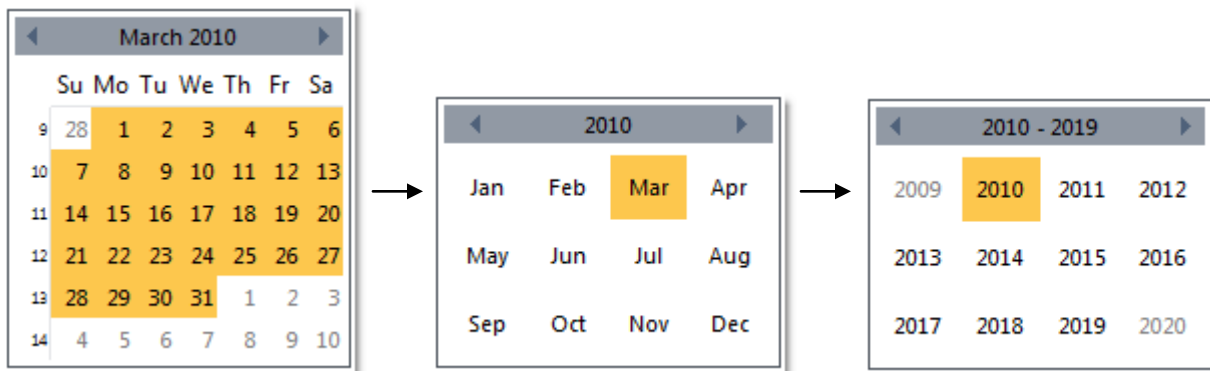 March 2010
Su Mo Tu We Th Fr Sa
9 28 1 2 3 4 5 6
10 7 8 9 10 11 12 13
11 14 15 16 17 18 19 20
12 21 22 23 24 25 26 27
13 28 29 30 31 1 2 3
14 4 5 6 7 8 9 10
2010
Jan Feb Mar Apr
May Jun Jul Aug
Sep Oct Nov Dec
2010 - 2019
2009 2010 2011 2012
2013 2014 2015 2016
2017 2018 2019 2020